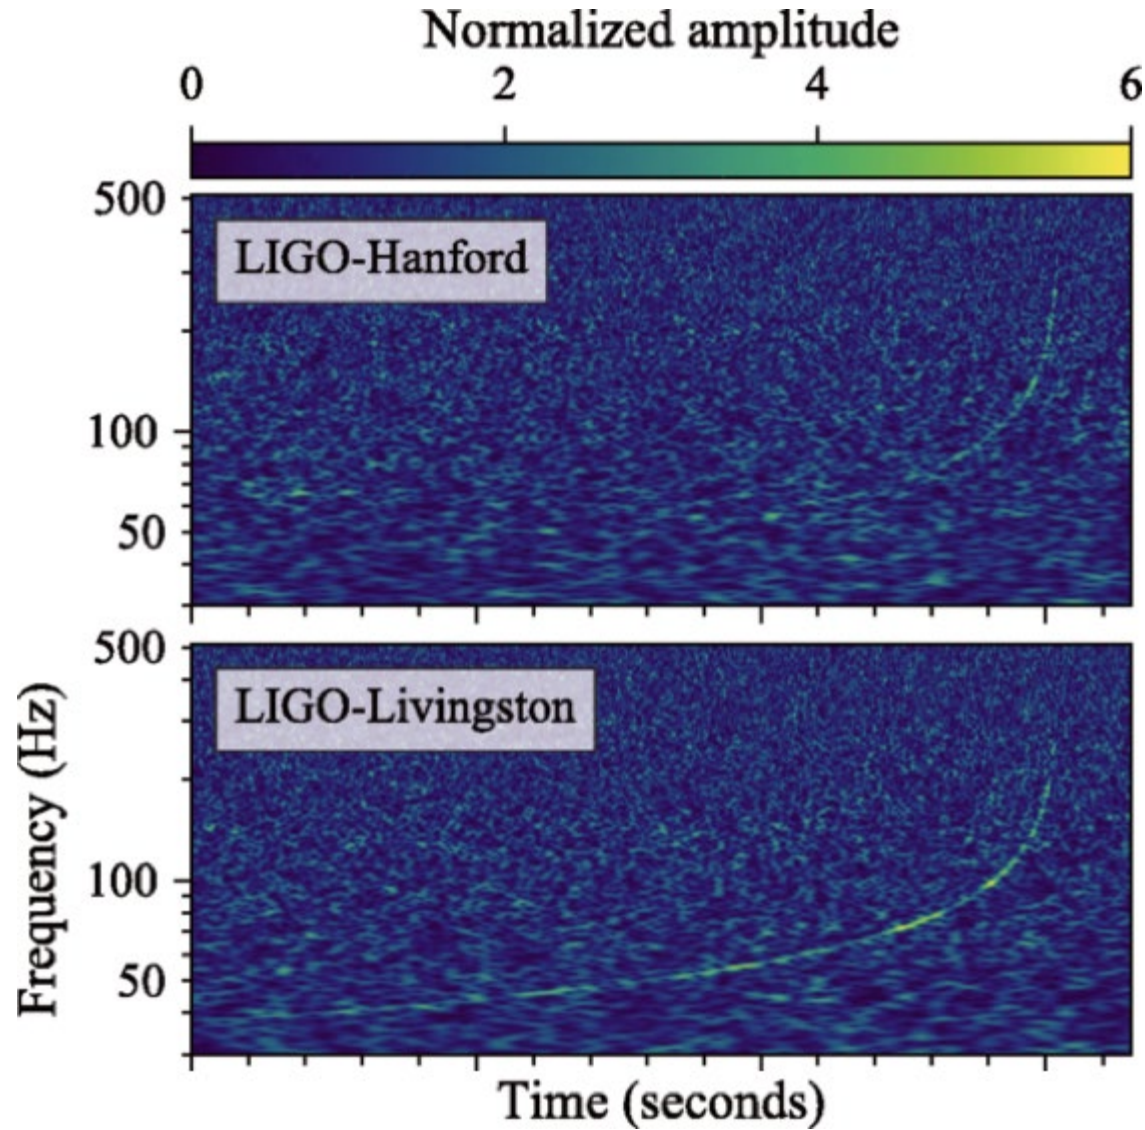 Normalized amplitude
0 2 4 6
500
LIGO-Hanford
100
50
500
LIGO-Livingston
100
50
Frequency (Hz)
Time (seconds)